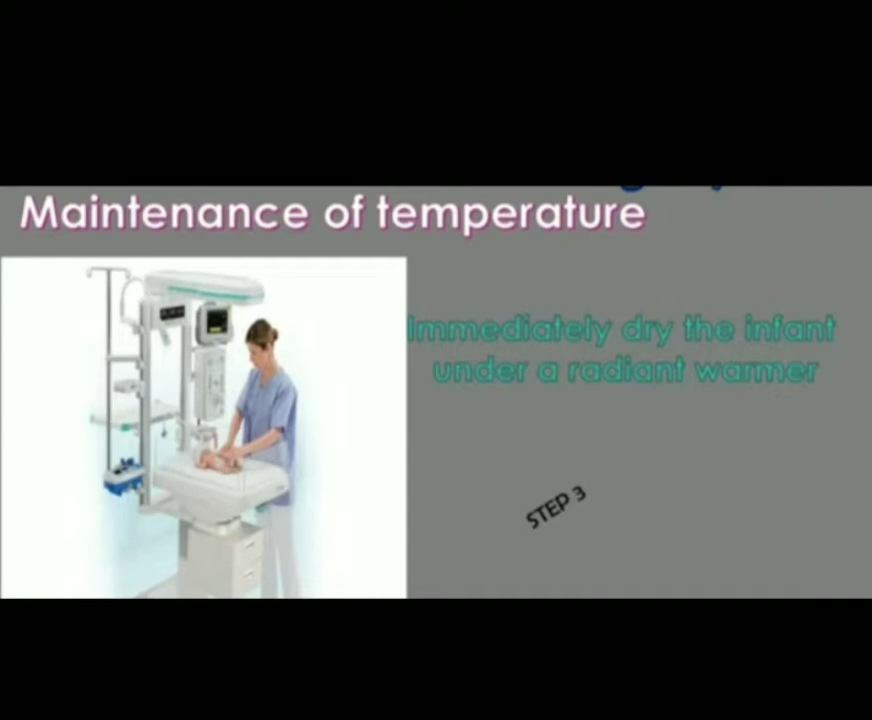 Maintenance of temperature
Immediately dry the infant
under a radiant warmer
STEP 3